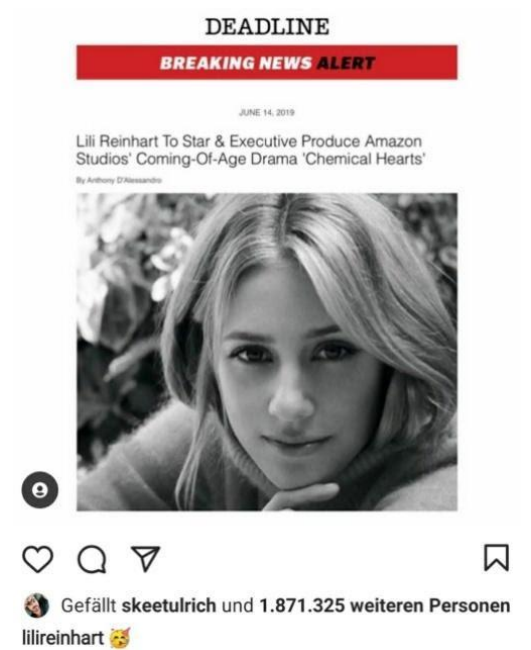 DEADLINE
BREAKING NEWS ALERT
JUNE 14, 2019
Lili Reinhart To Star & Executive Produce Amazon
Studios' Coming-Of-Age Drama 'Chemical Hearts'
By Anthony D'Alessandro
Gefällt skeetulrich und 1.871.325 weiteren Personen
lilireinhart 🥳